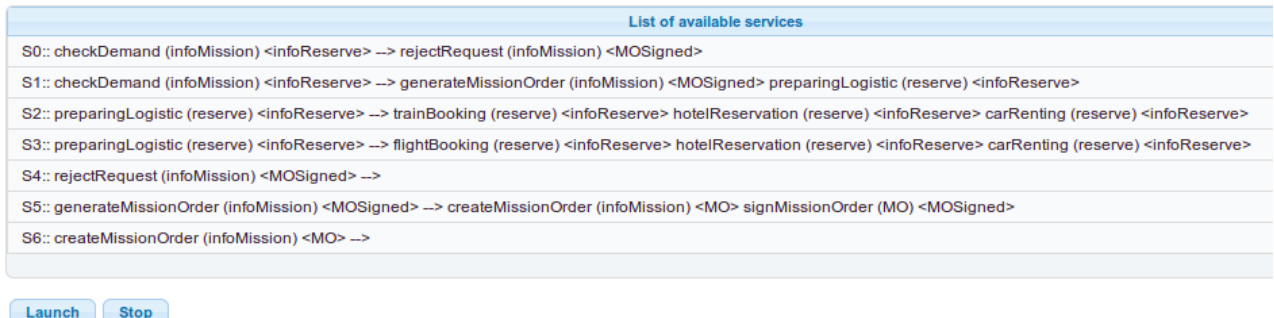 List of available services
S0:: checkDemand (infoMission) <infoReserve> --> rejectRequest (infoMission) <MOSigned>
S1:: checkDemand (infoMission) <infoReserve> --> generateMissionOrder (infoMission) <MOSigned> preparingLogistic (reserve) <infoReserve>
S2:: preparingLogistic (reserve) <infoReserve> --> trainBooking (reserve) <infoReserve> hotelReservation (reserve) <infoReserve> carRenting (reserve) <infoReserve>
S3:: preparingLogistic (reserve) <infoReserve> --> flightBooking (reserve) <infoReserve> hotelReservation (reserve) <infoReserve> carRenting (reserve) <infoReserve>
S4:: rejectRequest (infoMission) <MOSigned> -->
S5:: generateMissionOrder (infoMission) <MOSigned> --> createMissionOrder (infoMission) <MO> signMissionOrder (MO) <MOSigned>
S6:: createMissionOrder (infoMission) <MO> -->
Launch Stop